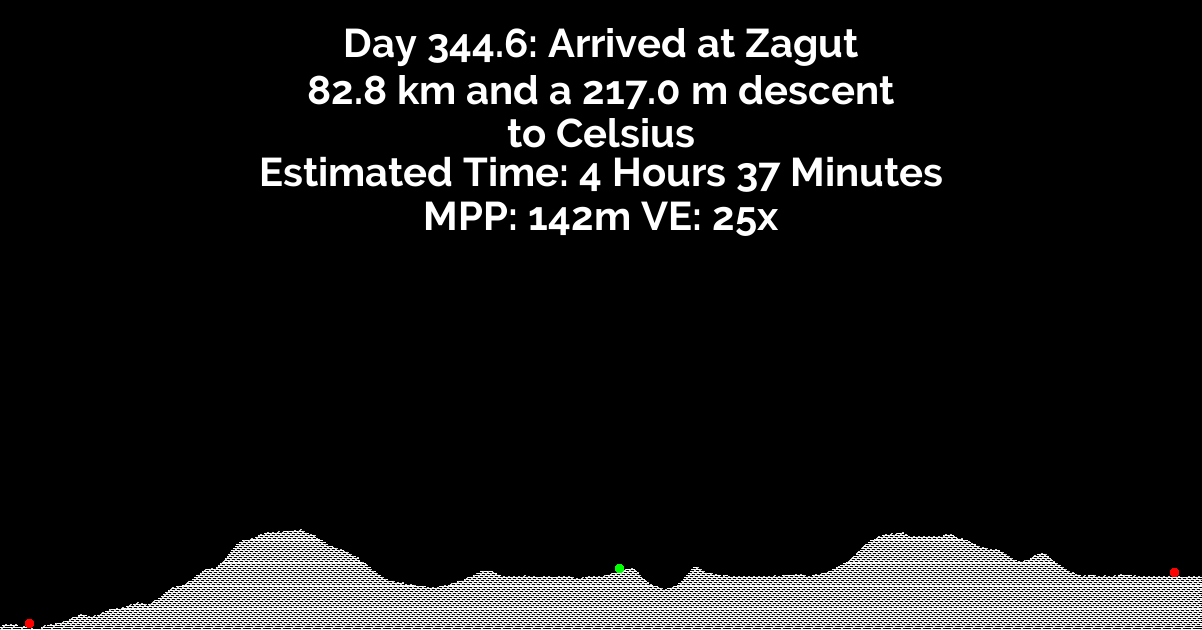 Day 344.6: Arrived at Zagut
82.8 km and a 217.0 m descent
to Celsius
Estimated Time: 4 Hours 37 Minutes
MPP: 142m VE: 25x